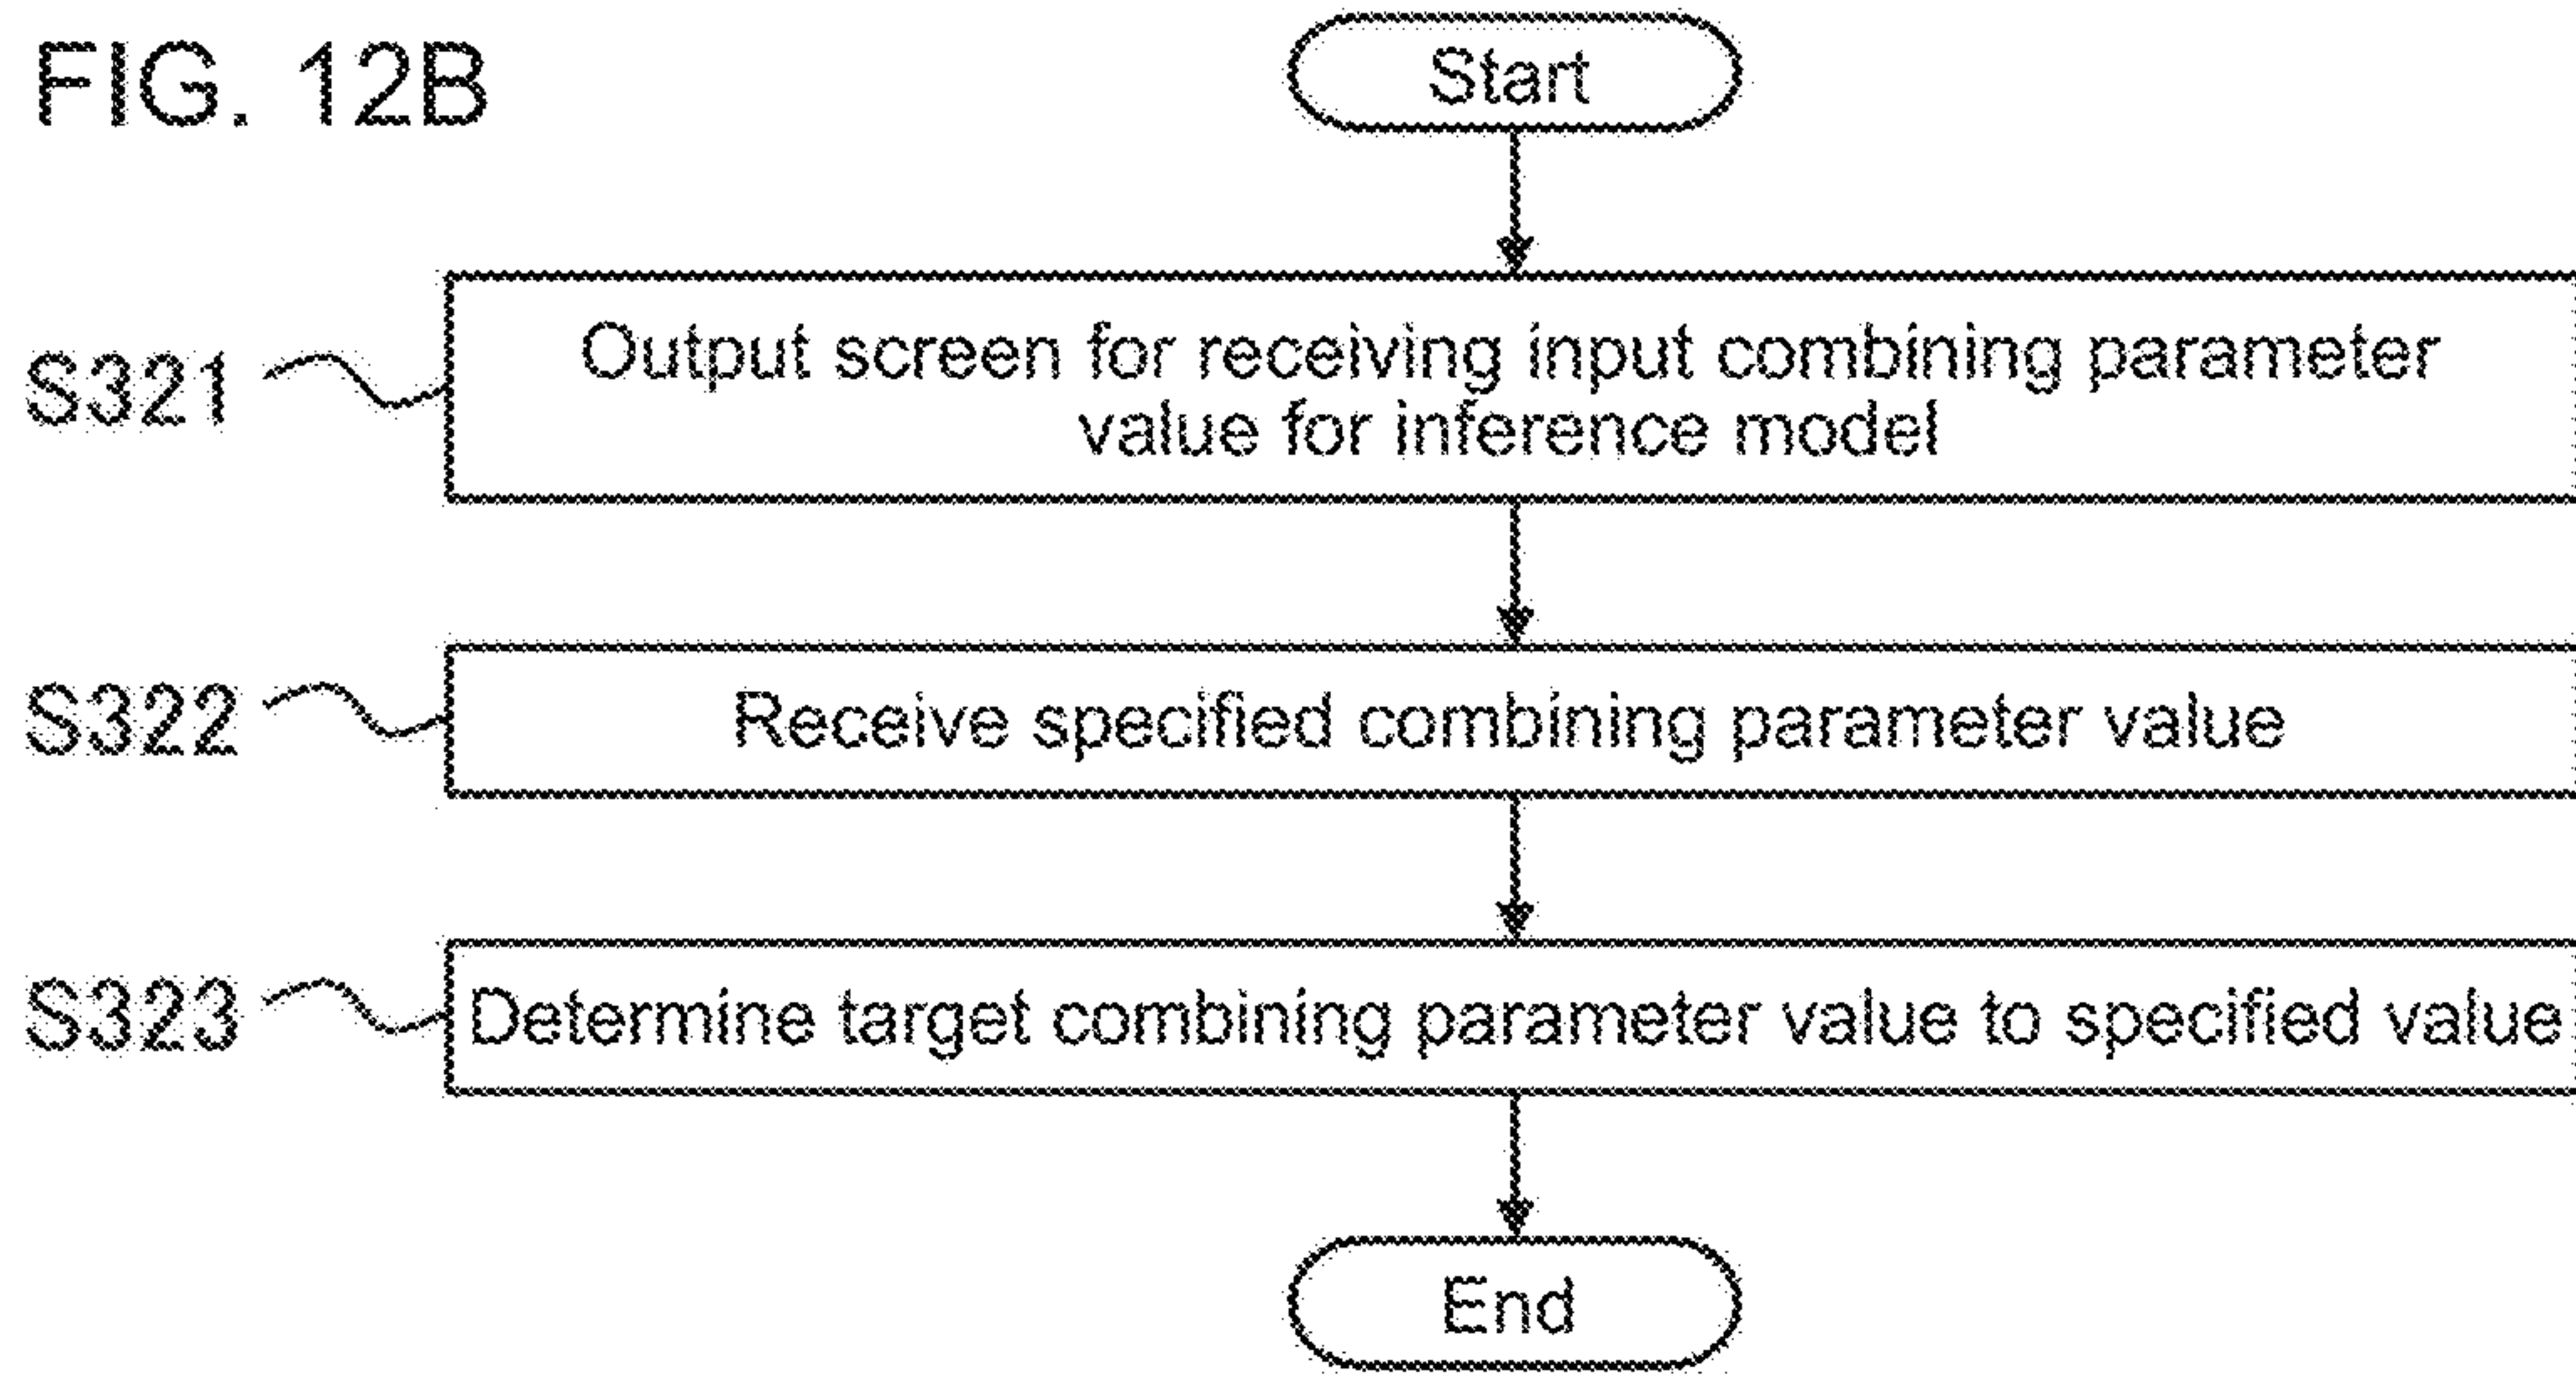 FIG. 12B
Start
S321
Output screen for receiving input combining parameter
value for inference model
S322
Receive specified combining parameter value
S323
Determine target combining parameter value to specified value
End